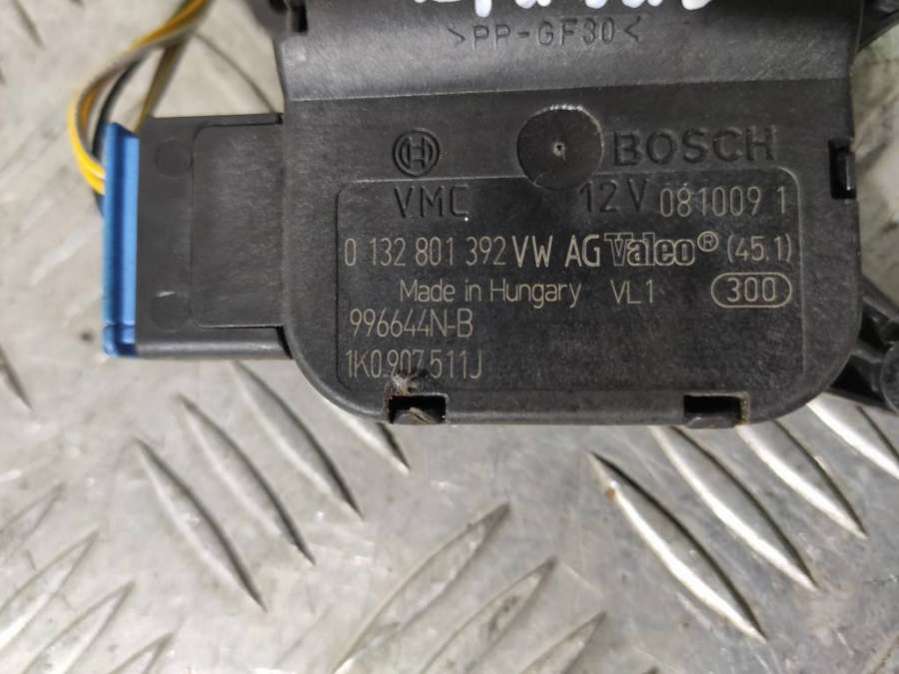 >PP-GF30<
BOSCH
VMC 12V 081009 1
0 132 801 392 VW AG Valeo® (45.1)
Made in Hungary VL1 300
996644N-B
1K0.907.511J